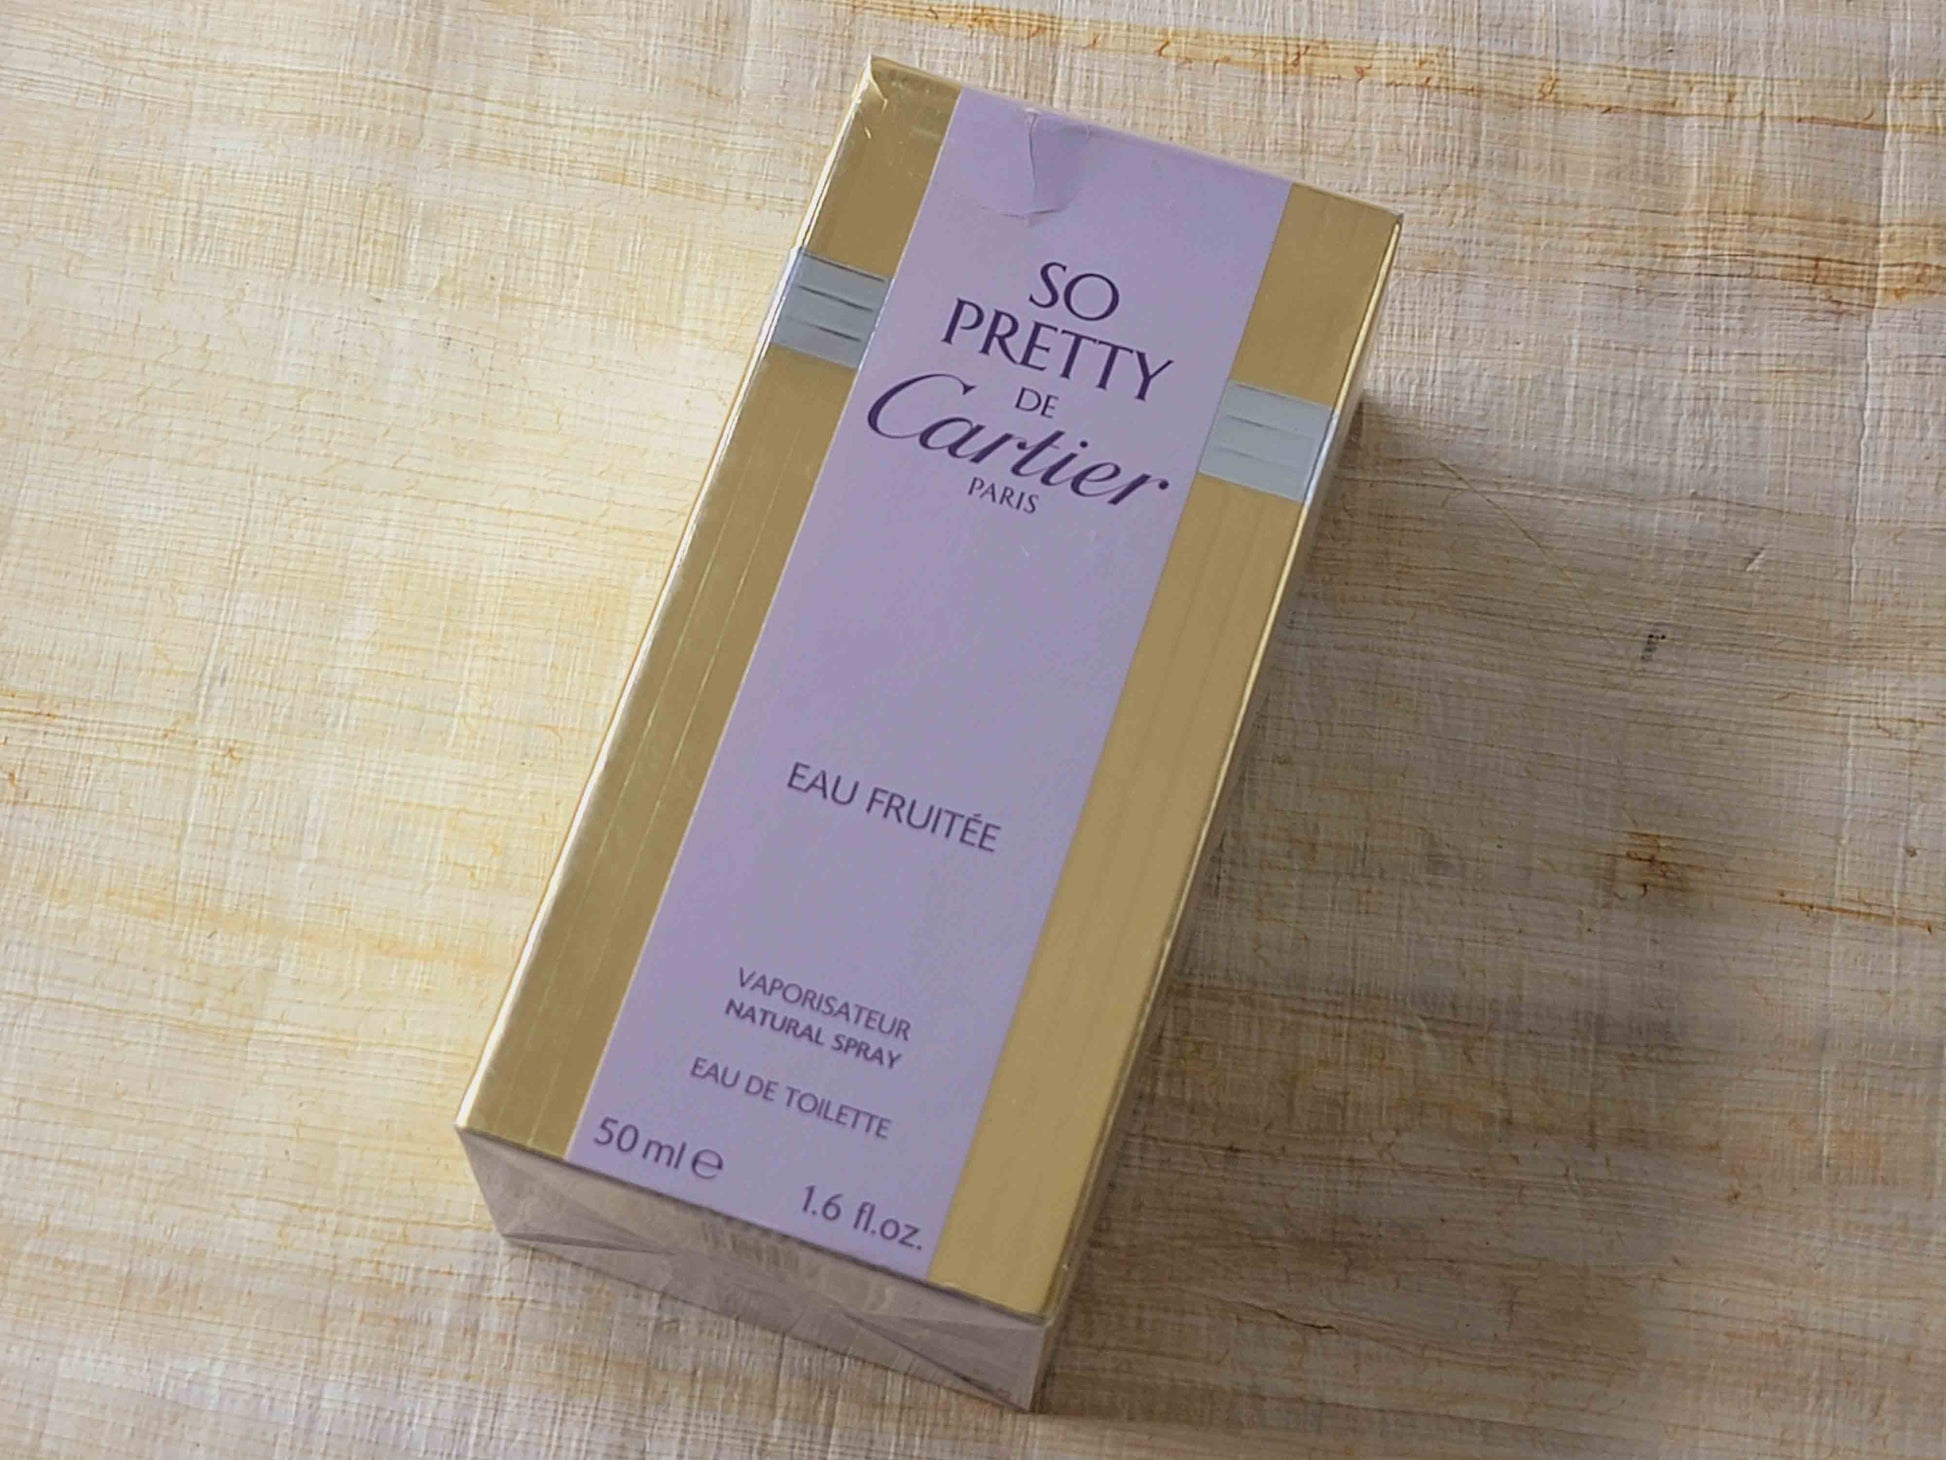 SO
PRETTY
DE
Cartier
PARIS
EAU FRUITÉE
VAPORISATEUR
NATURAL SPRAY
EAU DE TOILETTE
50 ml ℮
1.6 fl.oz.